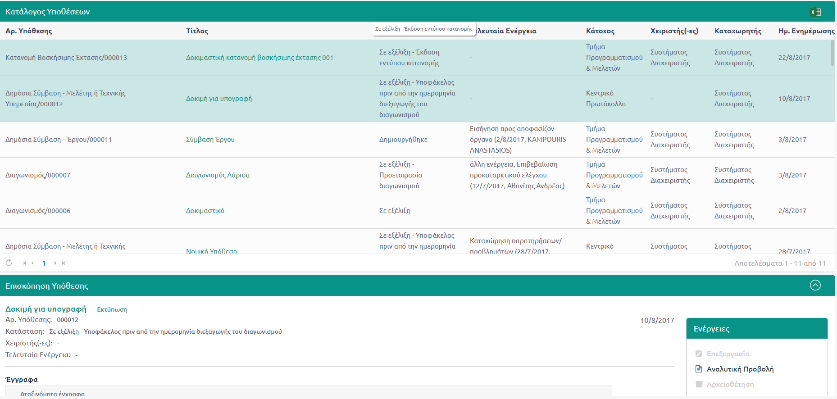 Κατάλογος Υποθέσεων
Αρ. Υπόθεσης Τίτλος Σε εξέλιξη - Έκδοση εντύπου κατανομής Τελευταία Ενέργεια Κάτοχος Χειριστής(-ες) Καταχωρητής Ημ. Ενημέρωσης
Κατανομή Βοσκήσιμης Έκτασης/000013 Δοκιμαστική κατανομή βοσκήσιμης έκτασης 001 Σε εξέλιξη - Έκδοση εντύπου κατανομής - Τμήμα Προγραμματισμού & Μελετών Συστήματος Διαχειριστής Συστήματος Διαχειριστής 22/8/2017
Δημόσια Σύμβαση - Μελέτης ή Τεχνικής Υπηρεσίας/000012 Δοκιμή για υπογραφή Σε εξέλιξη - Υποφάκελος πριν από την ημερομηνία διεξαγωγής του διαγωνισμού - Κεντρικό Πρωτόκολλο - Συστήματος Διαχειριστής 10/8/2017
Δημόσια Σύμβαση - Έργου/000011 Σύμβαση Έργου Δημιουργήθηκε Εισήγηση προς αποφασίζον όργανο (2/8/2017, KAMPOURIS ANASTASIOS) Τμήμα Προγραμματισμού & Μελετών Συστήματος Διαχειριστής Συστήματος Διαχειριστής 3/8/2017
Διαγωνισμός/000007 Διαγωνισμός Λάρισα Σε εξέλιξη - Προετοιμασία διαγωνισμού άλλη ενέργεια, Επιβεβαίωση προκαταρκτικού ελέγχου (12/7/2017, Αθανίτης Ανδρέας) Τμήμα Προγραμματισμού & Μελετών Συστήματος Διαχειριστής Συστήματος Διαχειριστής 3/8/2017
Διαγωνισμός/000006 Δοκιμαστικό Σε εξέλιξη - Τμήμα Προγραμματισμού & Μελετών Συστήματος Διαχειριστής Συστήματος Διαχειριστής 2/8/2017
Δημόσια Σύμβαση - Μελέτης ή Τεχνικής Νομική Υπόθεση Σε εξέλιξη - Υποφάκελος πριν από την ημερομηνία Καταχώρηση παρατηρήσεων/προβλημάτων (28/7/2017, Κεντρικό Συστήματος Συστήματος 28/7/2017
1 Αποτελέσματα 1 - 11 από 11
Επισκόπηση Υπόθεσης
Δοκιμή για υπογραφή Εκτύπωση
Αρ. Υπόθεσης: 000012 10/8/2017
Κατάσταση: Σε εξέλιξη - Υποφάκελος πριν από την ημερομηνία διεξαγωγής του διαγωνισμού
Χειριστής(-ες): -
Τελευταία Ενέργεια: -
Ενέργειες
Επεξεργασία
Αναλυτική Προβολή
Αρχειοθέτηση
Έγγραφα
Αταξινόμητα έγγραφα